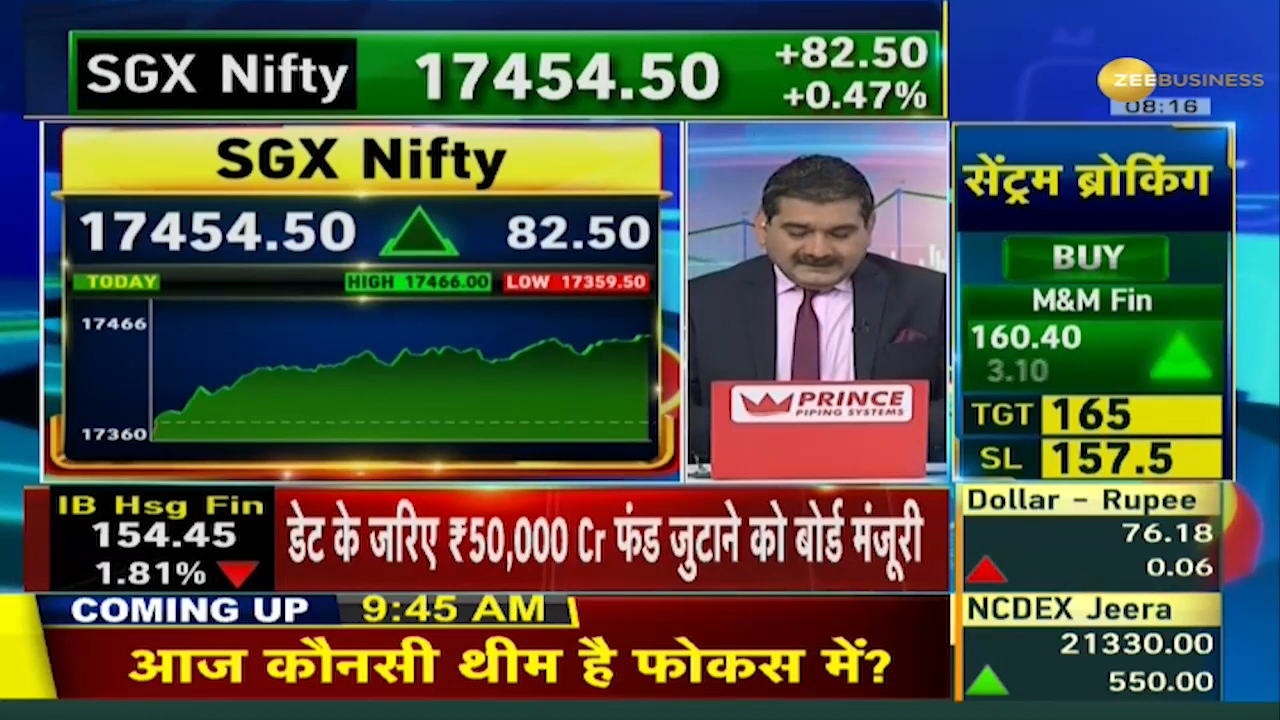 SGX Nifty 17454.50 +82.50
+0.47%
ZEEBUSINESS
08:16
SGX Nifty
17454.50 82.50
TODAY HIGH 17466.00 LOW 17359.50
17466
17360
PRINCE
PIPING SYSTEMS
सेंट्रम ब्रोकिंग
BUY
M&M Fin
160.40
3.10
TGT 165
SL 157.5
IB Hsg Fin
154.45
1.81%
डेट के जरिए ₹50,000 Cr फंड जुटाने को बोर्ड मंजूरी
Dollar - Rupee
76.18
0.06
NCDEX Jeera
21330.00
550.00
COMING UP 9:45 AM
आज कौनसी थीम है फोकस में?